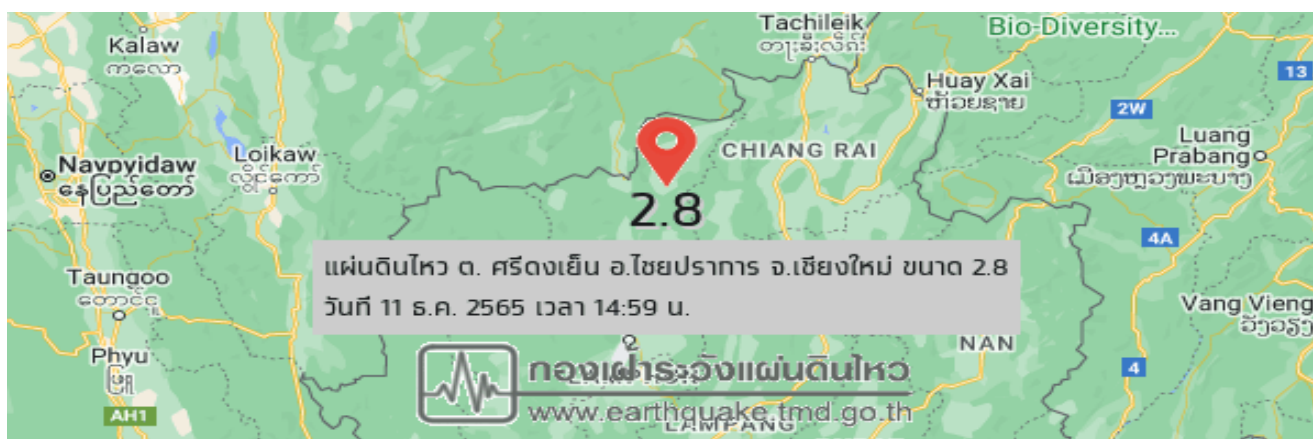 Tachileik
တႃႈၶီႈလဵၵ်း
Bio-Diversity...
Kalaw
ကလော
13
Huay Xai
ຫ້ວຍຊາຍ
2W
Luang
Prabang
ເມືອງຫຼວງພະບາງ
CHIANG RAI
Naypyidaw
နေပြည်တော်
Loikaw
လွိုင်ကော်
2.8
4A
แผ่นดินไหว ต. ศรีดงเย็น อ.ไชยปราการ จ.เชียงใหม่ ขนาด 2.8
วันที่ 11 ธ.ค. 2565 เวลา 14:59 น.
Taungoo
တောင်ငူ
Vang Vieng
ວັງວຽງ
NAN
Phyu
ဖြူး
4
กองเฝ้าระวังแผ่นดินไหว
www.earthquake.tmd.go.th
AH1
LAMPANG